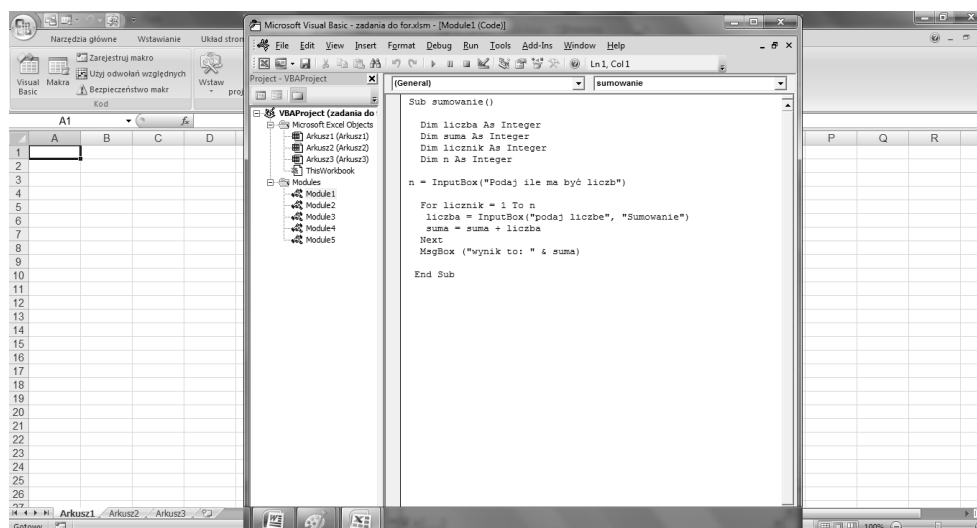 Microsoft Visual Basic - zadania do for.xlsm - [Module1 (Code)]
Narzędzia główne Wstawianie Układ stron
File Edit View Insert Format Debug Run Tools Add-Ins Window Help
Visual Basic
Makra
Zarejestruj makro
Użyj odwołań względnych
Bezpieczeństwo makr
Kod
Wstaw
proj
Ln 1, Col 1
Project - VBAProject
(General) sumowanie
A1 fx
A B C D P Q R
1
2
3
4
5
6
7
8
9
10
11
12
13
14
15
16
17
18
19
20
21
22
23
24
25
26
27
VBAProject (zadania do
Microsoft Excel Objects
Arkusz1 (Arkusz1)
Arkusz2 (Arkusz2)
Arkusz3 (Arkusz3)
ThisWorkbook
Modules
Module1
Module2
Module3
Module4
Module5
Sub sumowanie()
Dim liczba As Integer
Dim suma As Integer
Dim licznik As Integer
Dim n As Integer
n = InputBox("Podaj ile ma być liczb")
For licznik = 1 To n
liczba = InputBox("podaj liczbe", "Sumowanie")
suma = suma + liczba
Next
MsgBox ("wynik to: " & suma)
End Sub
Arkusz1 Arkusz2 Arkusz3
Gotowy 100%